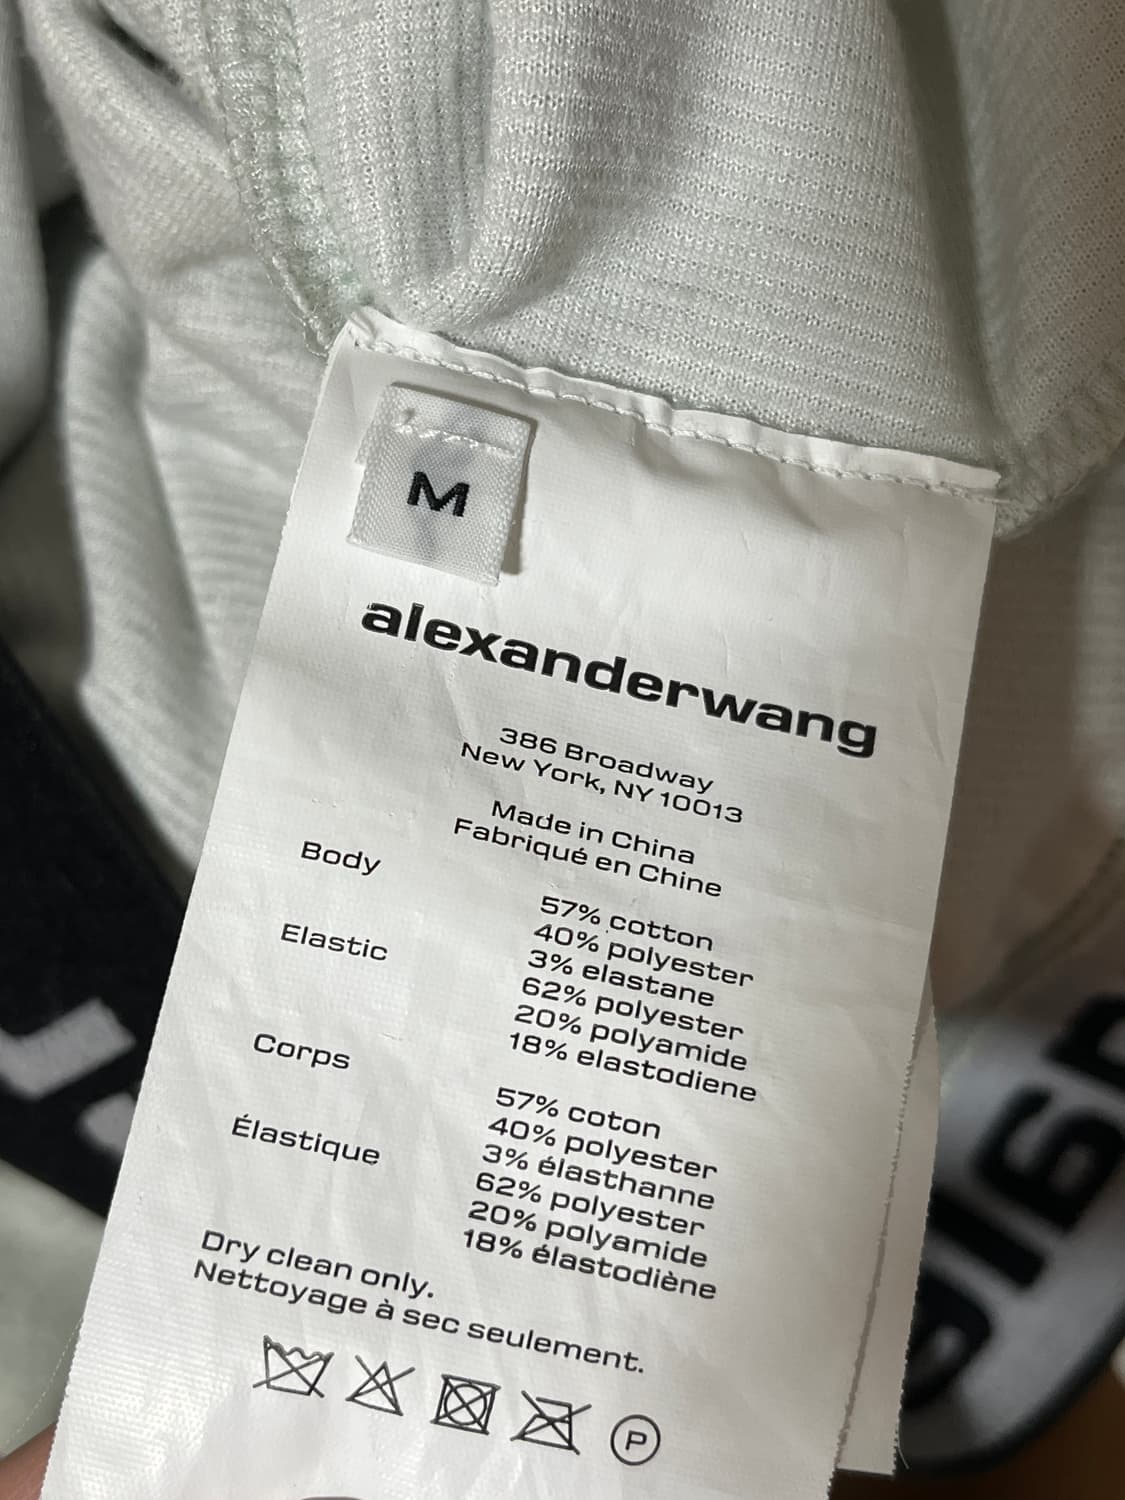 M
alexanderwang
386 Broadway
New York, NY 10013
Made in China
Fabriqué en Chine
Body
57% cotton
40% polyester
3% elastane
Elastic
62% polyester
20% polyamide
18% elastodiene
Corps
57% coton
40% polyester
3% élasthanne
Élastique
62% polyester
20% polyamide
18% élastodiène
Dry clean only.
Nettoyage à sec seulement.
P